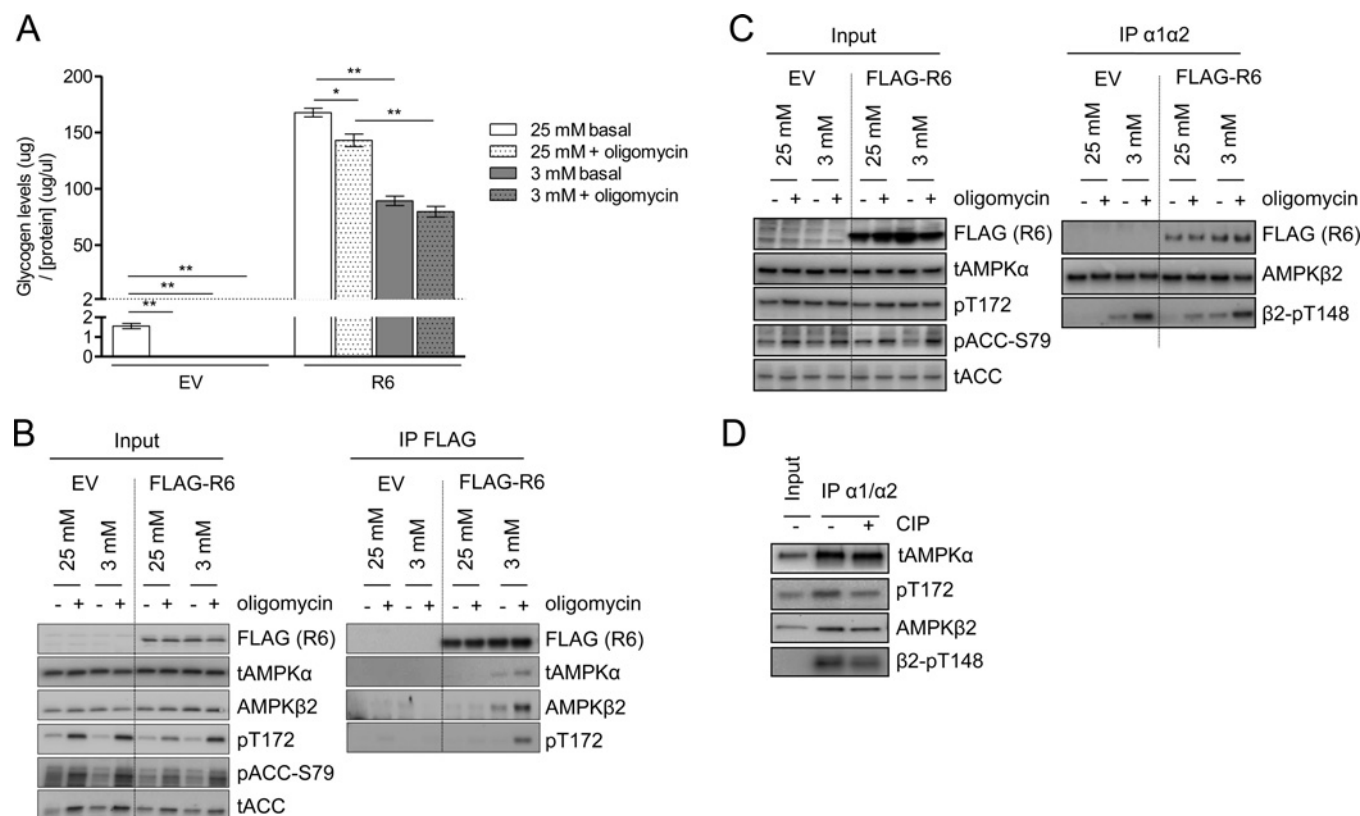 A
Glycogen levels (ug)
/ [protein] (ug/ul)
200
150
100
50
2
2
1
0
** 
*
**
**
**
**
EV
R6
25 mM basal
25 mM + oligomycin
3 mM basal
3 mM + oligomycin
B
Input
IP FLAG
EV
FLAG-R6
EV
FLAG-R6
25 mM
3 mM
25 mM
3 mM
25 mM
3 mM
25 mM
3 mM
- + - + - + - + oligomycin
- + - + - + - + oligomycin
FLAG (R6)
tAMPKα
AMPKβ2
pT172
pACC-S79
tACC
FLAG (R6)
tAMPKα
AMPKβ2
pT172
C
Input
IP α1α2
EV
FLAG-R6
EV
FLAG-R6
25 mM
3 mM
25 mM
3 mM
25 mM
3 mM
25 mM
3 mM
- + - + - + - + oligomycin
- + - + - + - + oligomycin
FLAG (R6)
tAMPKα
pT172
pACC-S79
tACC
FLAG (R6)
AMPKβ2
β2-pT148
D
Input
IP α1/α2
- - + CIP
tAMPKα
pT172
AMPKβ2
β2-pT148